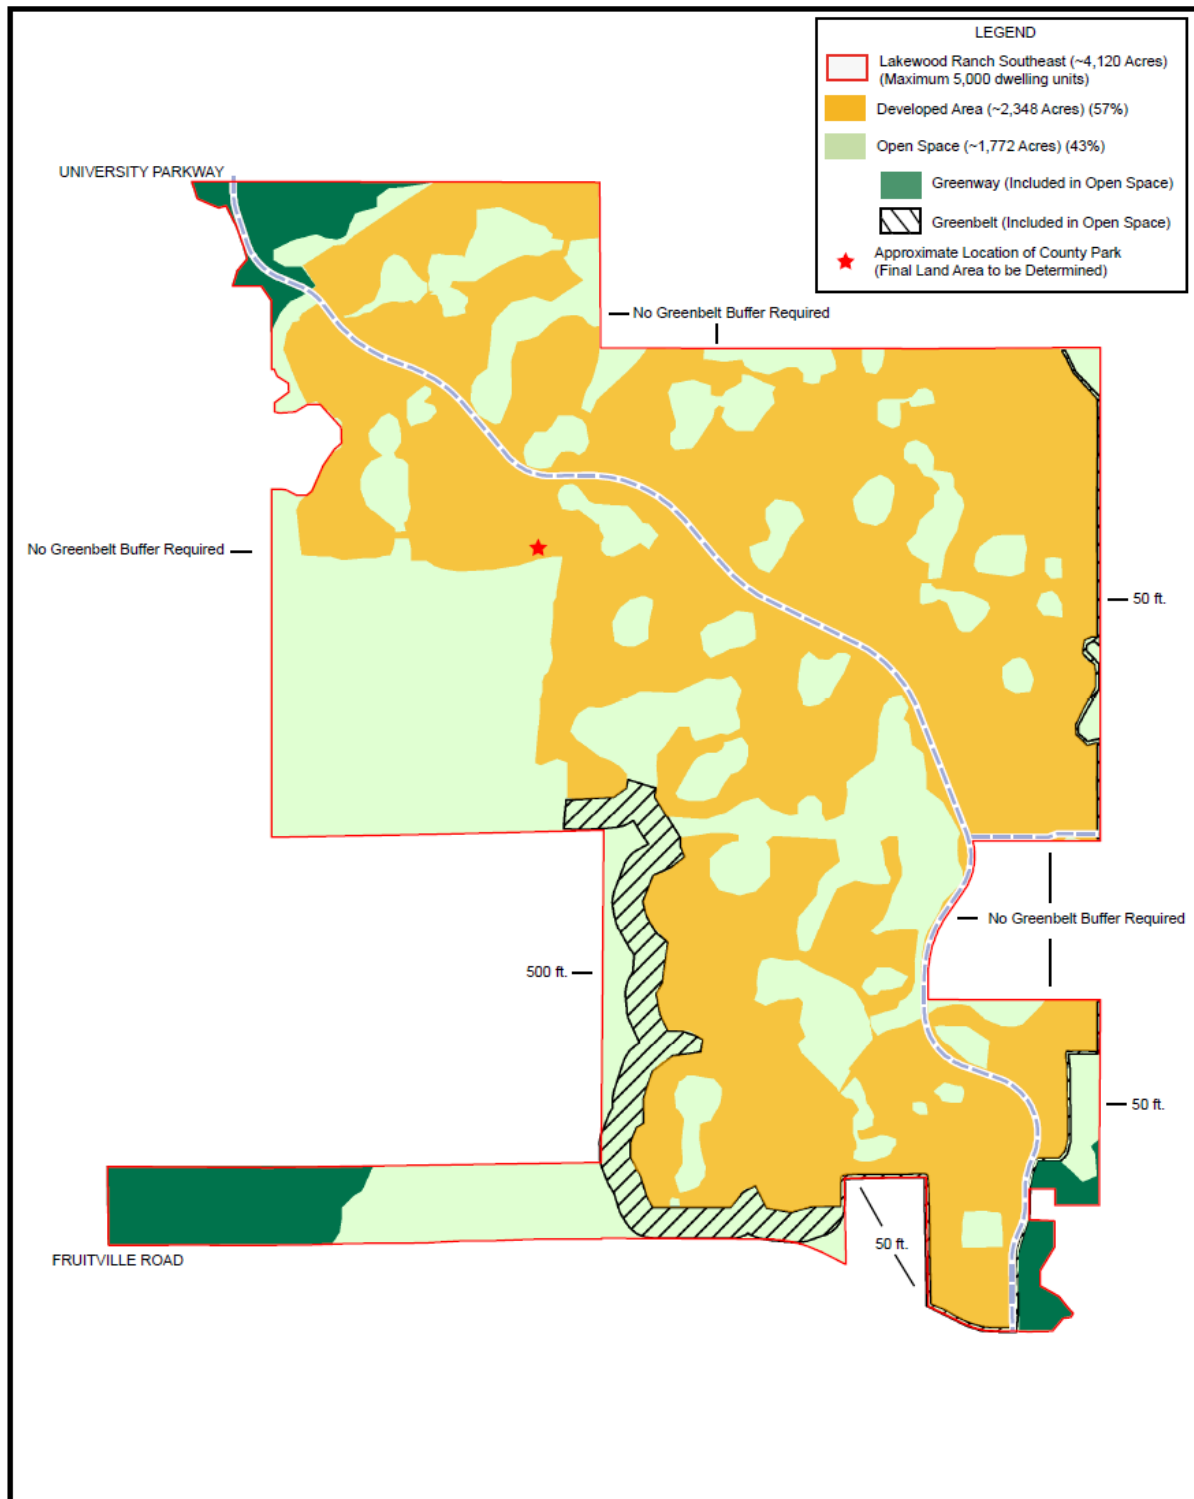 LEGEND
Lakewood Ranch Southeast (~4,120 Acres)
(Maximum 5,000 dwelling units)
Developed Area (~2,348 Acres) (57%)
Open Space (~1,772 Acres) (43%)
Greenway (Included in Open Space)
Greenbelt (Included in Open Space)
Approximate Location of County Park
(Final Land Area to be Determined)
UNIVERSITY PARKWAY
No Greenbelt Buffer Required
No Greenbelt Buffer Required
50 ft.
No Greenbelt Buffer Required
500 ft.
50 ft.
50 ft.
FRUITVILLE ROAD